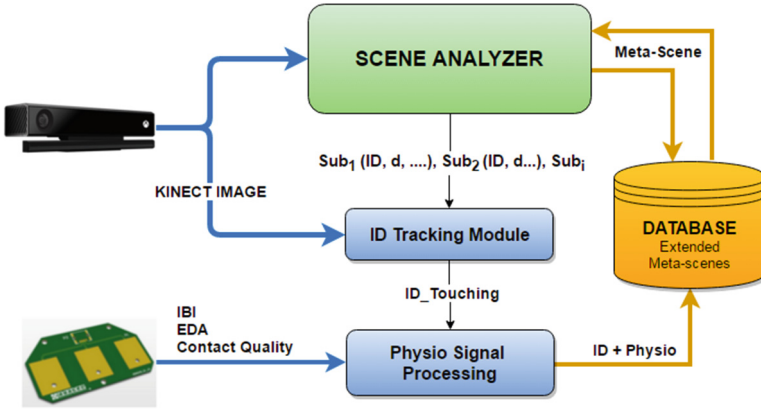 SCENE ANALYZER
Meta-Scene
Sub1 (ID, d, ....), Sub2 (ID, d...), Subi
KINECT IMAGE
ID Tracking Module
DATABASE
Extended
Meta-scenes
ID_Touching
IBI
EDA
Contact Quality
Physio Signal
Processing
ID + Physio